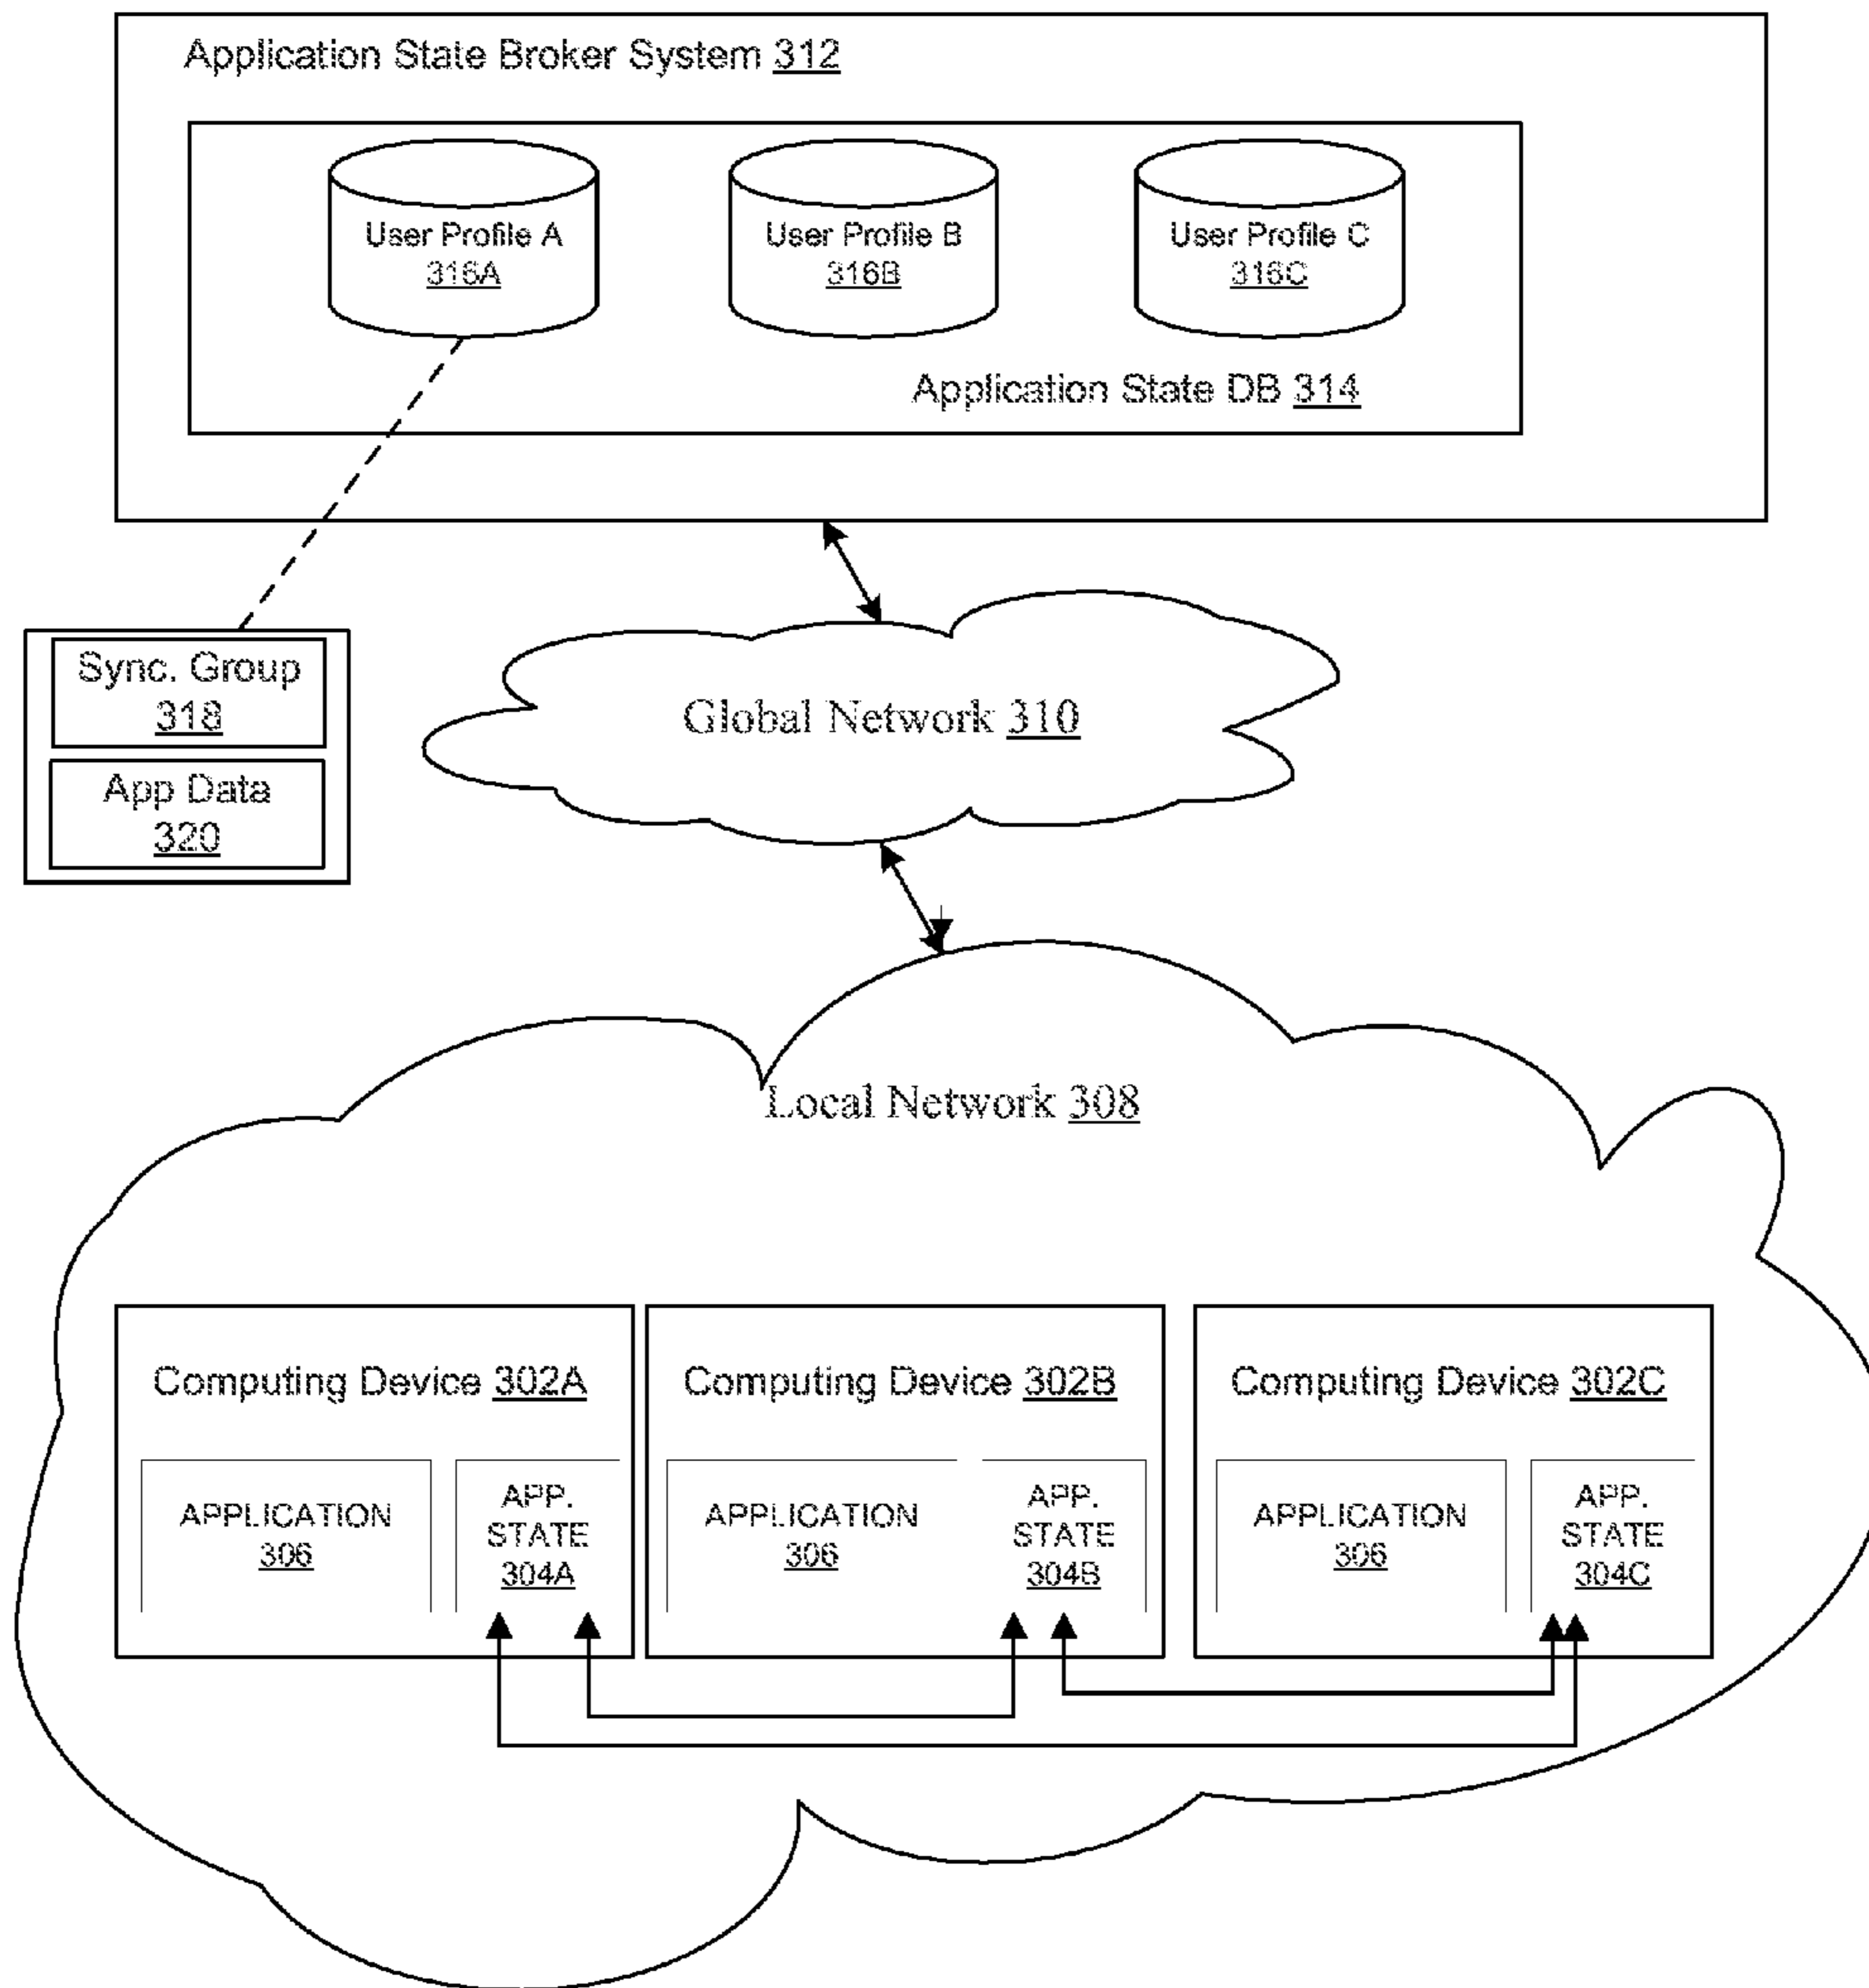 Application State Broker System 312
User Profile A
316A
User Profile B
316B
User Profile C
316C
Application State DB 314
Sync. Group
318
App Data
320
Global Network 310
Local Network 308
Computing Device 302A
APPLICATION
306
APP.
STATE
304A
Computing Device 302B
APPLICATION
306
APP.
STATE
304B
Computing Device 302C
APPLICATION
306
APP.
STATE
304C